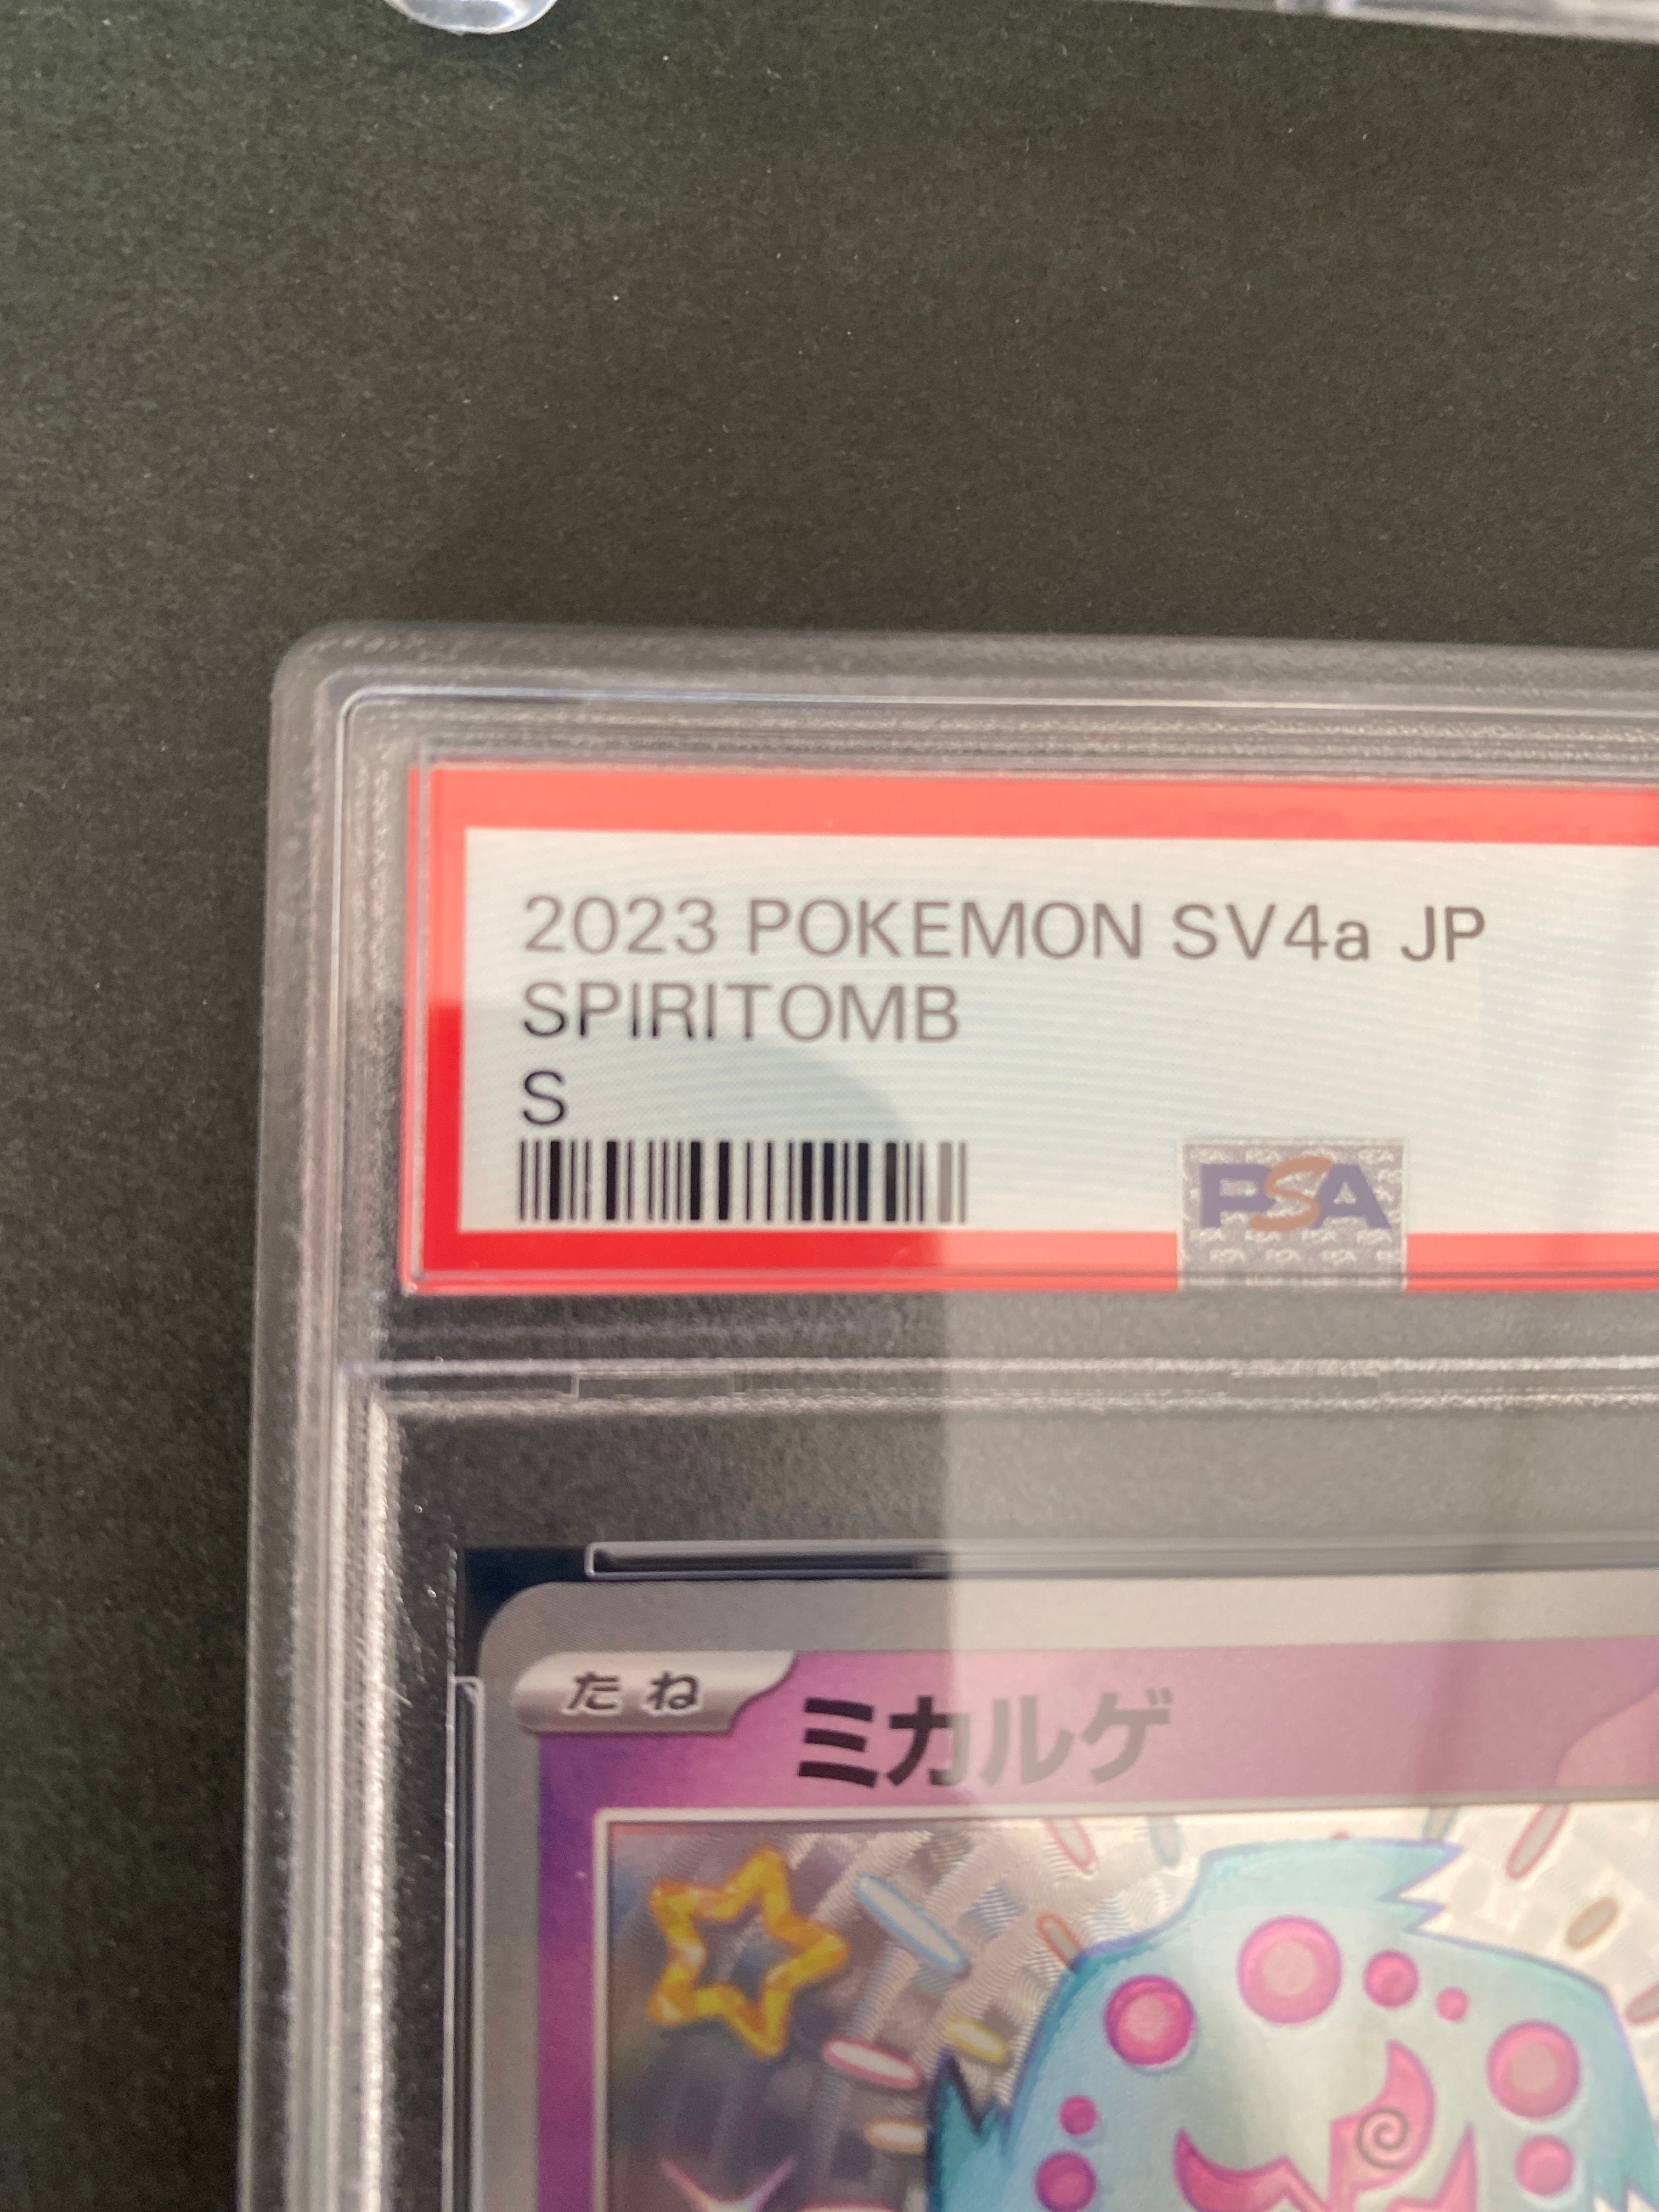 2023 POKEMON SV4a JP
SPIRITOMB
S
PSA
たね ミカルゲ